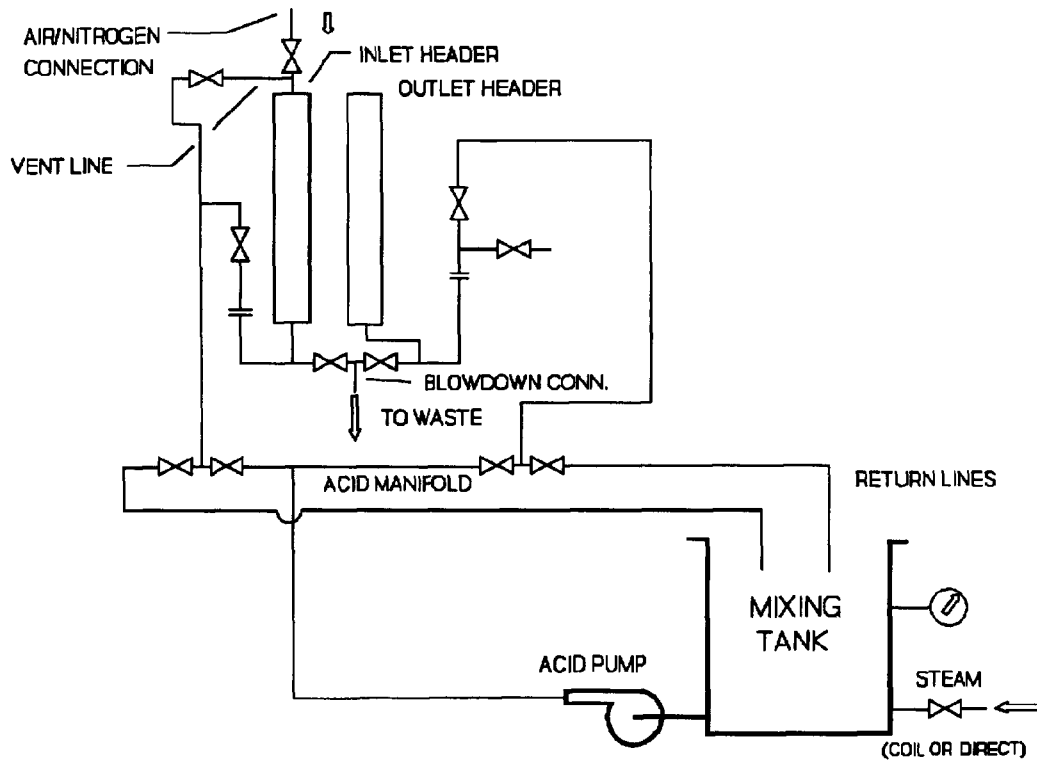 AIR/NITROGEN
CONNECTION
INLET HEADER
OUTLET HEADER
VENT LINE
BLOWDOWN CONN.
TO WASTE
ACID MANIFOLD
RETURN LINES
MIXING
TANK
ACID PUMP
STEAM
(COIL OR DIRECT)